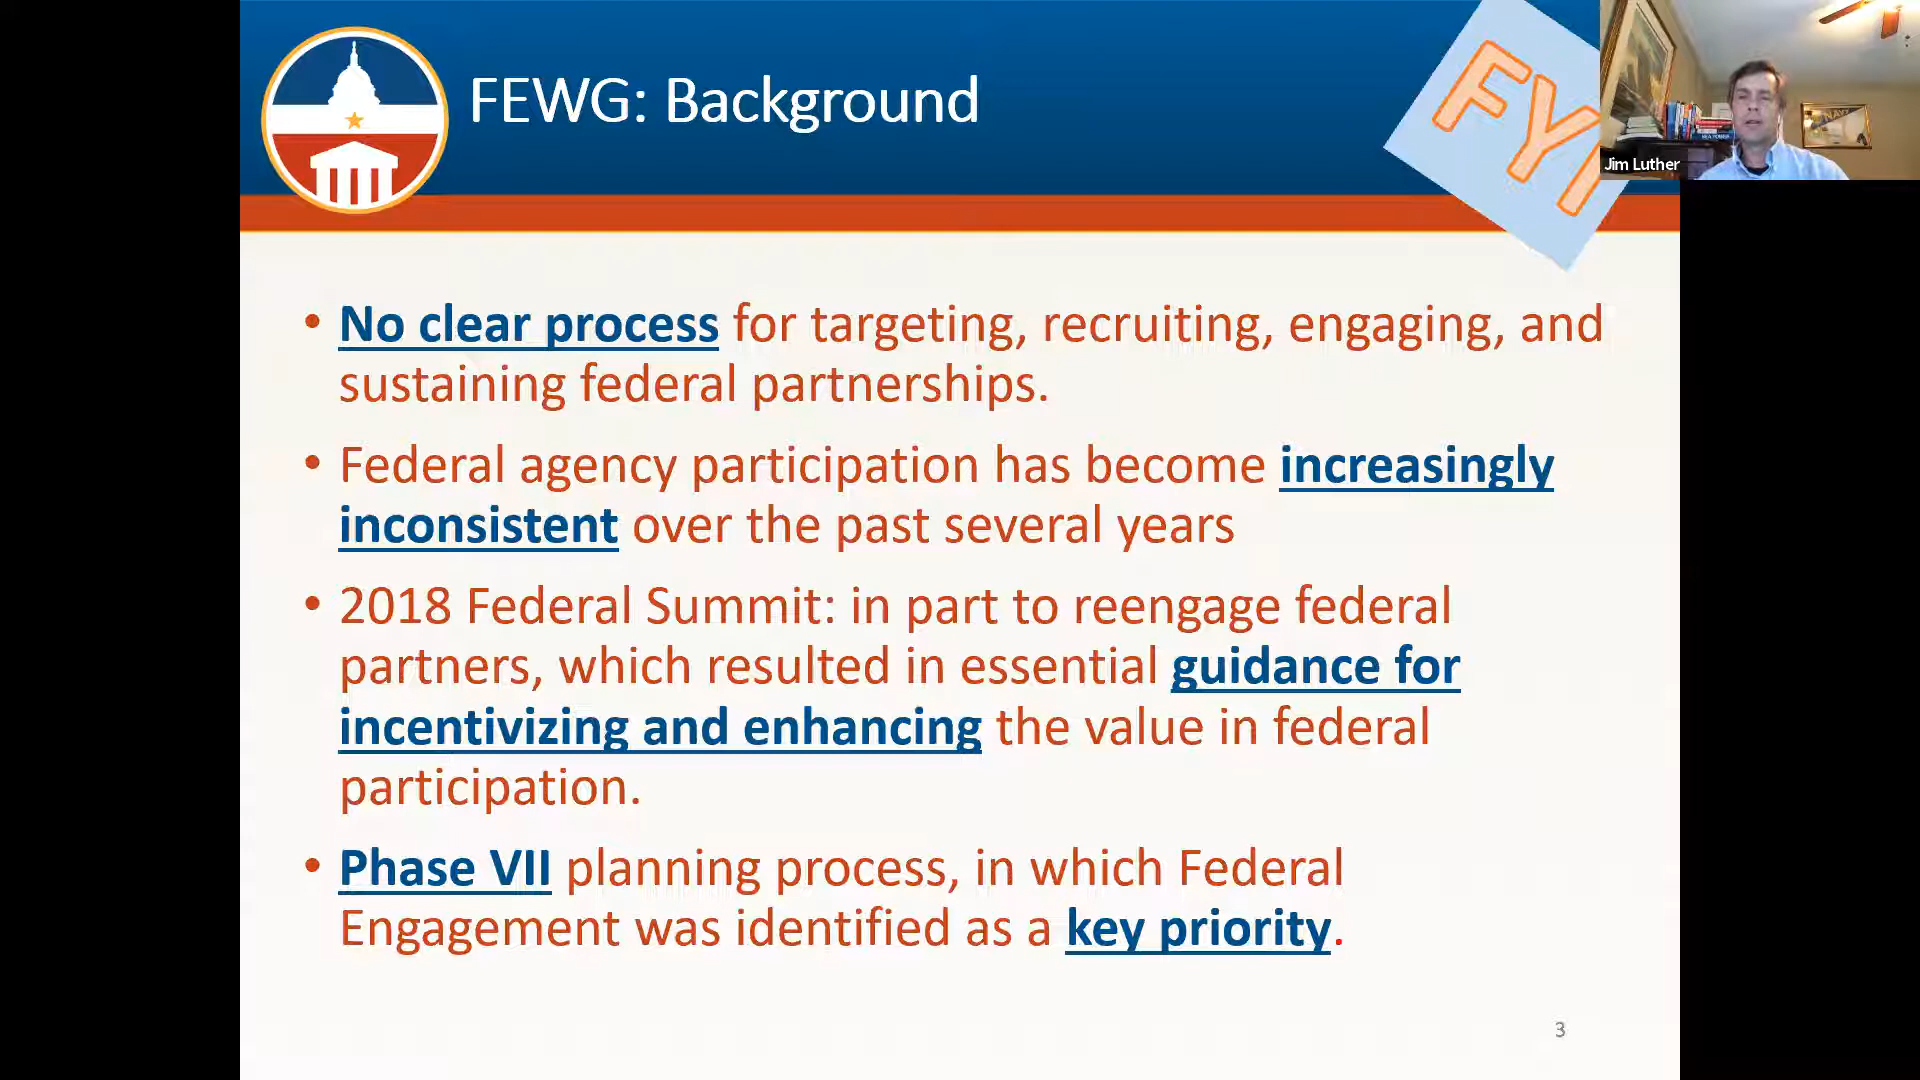 FEWG: Background
FYI
Jim Luther
• No clear process for targeting, recruiting, engaging, and
sustaining federal partnerships.
• Federal agency participation has become increasingly
inconsistent over the past several years
• 2018 Federal Summit: in part to reengage federal
partners, which resulted in essential guidance for
incentivizing and enhancing the value in federal
participation.
• Phase VII planning process, in which Federal
Engagement was identified as a key priority.
3